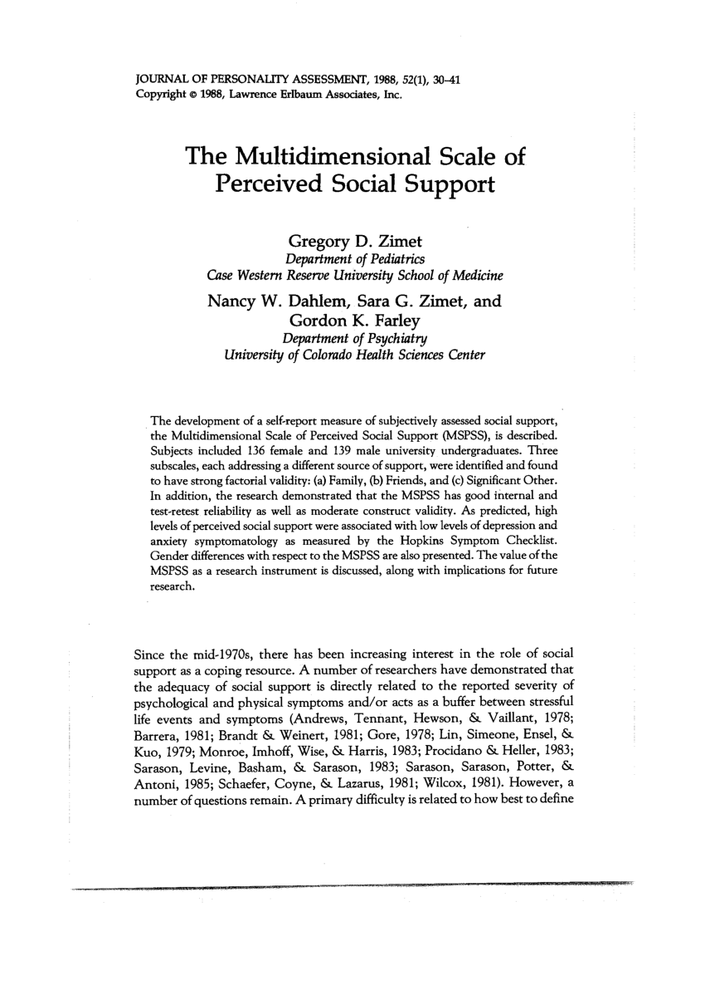 JOURNAL OF PERSONALITY ASSESSMENT, 1988, 52(1), 30–41
Copyright © 1988, Lawrence Erlbaum Associates, Inc.
The Multidimensional Scale of
Perceived Social Support
Gregory D. Zimet
Department of Pediatrics
Case Western Reserve University School of Medicine
Nancy W. Dahlem, Sara G. Zimet, and
Gordon K. Farley
Department of Psychiatry
University of Colorado Health Sciences Center
The development of a self-report measure of subjectively assessed social support,
the Multidimensional Scale of Perceived Social Support (MSPSS), is described.
Subjects included 136 female and 139 male university undergraduates. Three
subscales, each addressing a different source of support, were identified and found
to have strong factorial validity: (a) Family, (b) Friends, and (c) Significant Other.
In addition, the research demonstrated that the MSPSS has good internal and
test-retest reliability as well as moderate construct validity. As predicted, high
levels of perceived social support were associated with low levels of depression and
anxiety symptomatology as measured by the Hopkins Symptom Checklist.
Gender differences with respect to the MSPSS are also presented. The value of the
MSPSS as a research instrument is discussed, along with implications for future
research.
Since the mid-1970s, there has been increasing interest in the role of social
support as a coping resource. A number of researchers have demonstrated that
the adequacy of social support is directly related to the reported severity of
psychological and physical symptoms and/or acts as a buffer between stressful
life events and symptoms (Andrews, Tennant, Hewson, & Vaillant, 1978;
Barrera, 1981; Brandt & Weinert, 1981; Gore, 1978; Lin, Simeone, Ensel, &
Kuo, 1979; Monroe, Imhoff, Wise, & Harris, 1983; Procidano & Heller, 1983;
Sarason, Levine, Basham, & Sarason, 1983; Sarason, Sarason, Potter, &
Antoni, 1985; Schaefer, Coyne, & Lazarus, 1981; Wilcox, 1981). However, a
number of questions remain. A primary difficulty is related to how best to define